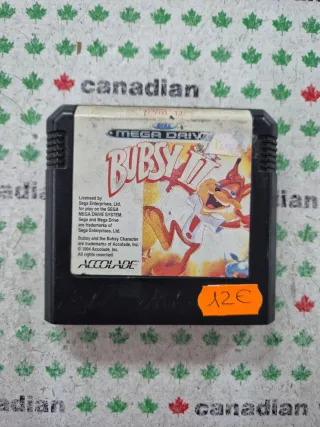 canadian
SEGA
MEGA DRIVE
BUBSY II
Licensed by
Sega Enterprises, Ltd.
for play on the SEGA
MEGA DRIVE SYSTEM.
Sega and Mega Drive
are trademarks of
Sega Enterprises, Ltd.
Bubsy and the Bubsy Character
are trademarks of Accolade, Inc.
© 1994 Accolade, Inc.
All rights reserved.
ACCOLADE
12€
canadian
canadian